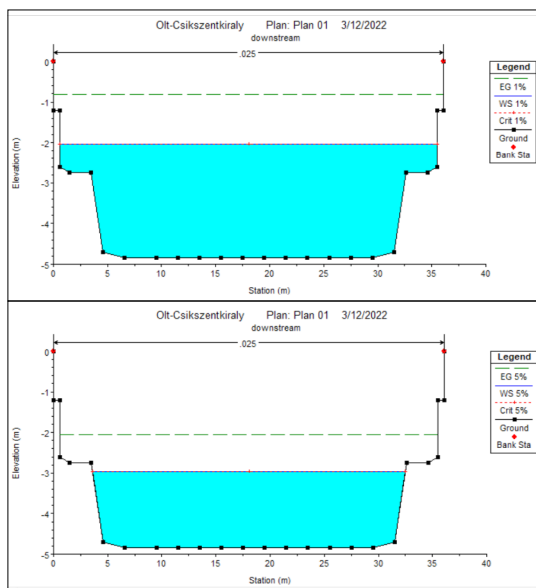 Olt-Csikszentkiraly Plan: Plan 01 3/12/2022
downstream
.025
Legend
EG 1%
WS 1%
Crit 1%
Ground
Bank Sta
Elevation (m)
0
-1
-2
-3
-4
-5
0 5 10 15 20 25 30 35 40
Station (m)
Olt-Csikszentkiraly Plan: Plan 01 3/12/2022
downstream
.025
Legend
EG 5%
WS 5%
Crit 5%
Ground
Bank Sta
Elevation (m)
0
-1
-2
-3
-4
-5
0 5 10 15 20 25 30 35 40
Station (m)